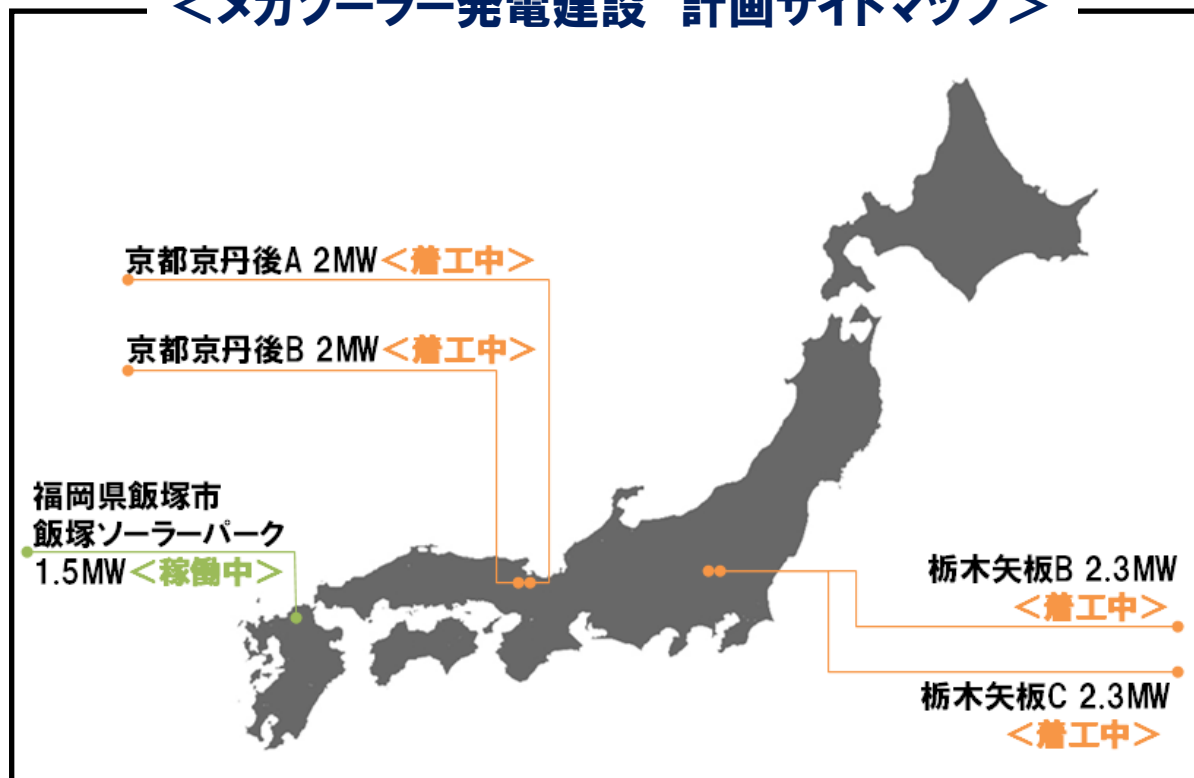 ＜メガソーラー発電建設　計画サイトマップ＞
京都京丹後A 2MW＜着工中＞
京都京丹後B 2MW＜着工中＞
福岡県飯塚市
飯塚ソーラーパーク
1.5MW＜稼働中＞
栃木矢板B 2.3MW
＜着工中＞
栃木矢板C 2.3MW
＜着工中＞